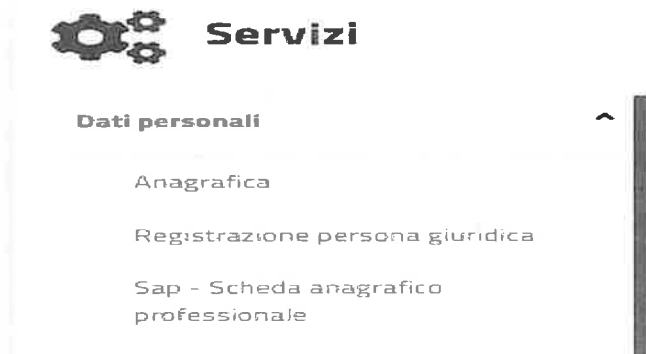 Servizi
Dati personali
Anagrafica
Registrazione persona giuridica
Sap - Scheda anagrafico
professionale